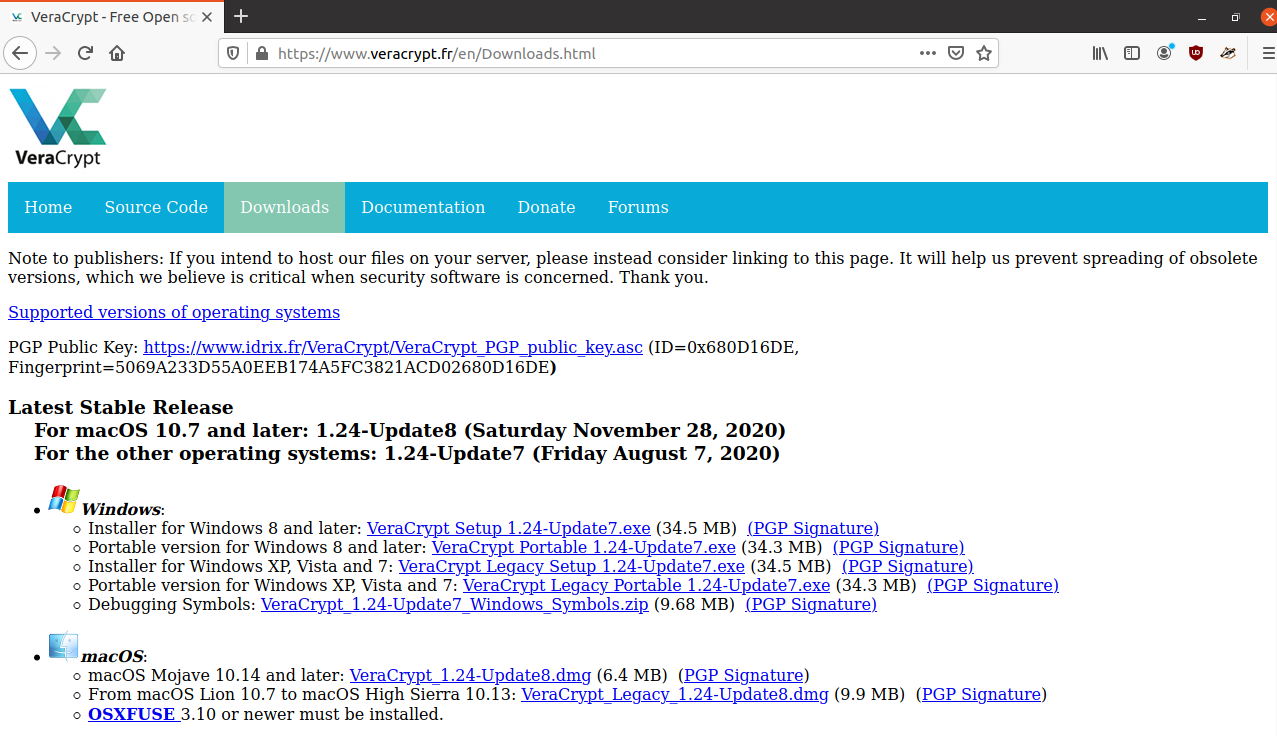 VeraCrypt - Free Open so
https://www.veracrypt.fr/en/Downloads.html
VeraCrypt
Home Source Code Downloads Documentation Donate Forums
Note to publishers: If you intend to host our files on your server, please instead consider linking to this page. It will help us prevent spreading of obsolete
versions, which we believe is critical when security software is concerned. Thank you.
Supported versions of operating systems
PGP Public Key: https://www.idrix.fr/VeraCrypt/VeraCrypt_PGP_public_key.asc (ID=0x680D16DE,
Fingerprint=5069A233D55A0EEB174A5FC3821ACD02680D16DE)
Latest Stable Release
For macOS 10.7 and later: 1.24-Update8 (Saturday November 28, 2020)
For the other operating systems: 1.24-Update7 (Friday August 7, 2020)
Windows:
Installer for Windows 8 and later: VeraCrypt Setup 1.24-Update7.exe (34.5 MB) (PGP Signature)
Portable version for Windows 8 and later: VeraCrypt Portable 1.24-Update7.exe (34.3 MB) (PGP Signature)
Installer for Windows XP, Vista and 7: VeraCrypt Legacy Setup 1.24-Update7.exe (34.5 MB) (PGP Signature)
Portable version for Windows XP, Vista and 7: VeraCrypt Legacy Portable 1.24-Update7.exe (34.3 MB) (PGP Signature)
Debugging Symbols: VeraCrypt_1.24-Update7_Windows_Symbols.zip (9.68 MB) (PGP Signature)
macOS:
macOS Mojave 10.14 and later: VeraCrypt_1.24-Update8.dmg (6.4 MB) (PGP Signature)
From macOS Lion 10.7 to macOS High Sierra 10.13: VeraCrypt_Legacy_1.24-Update8.dmg (9.9 MB) (PGP Signature)
OSXFUSE 3.10 or newer must be installed.